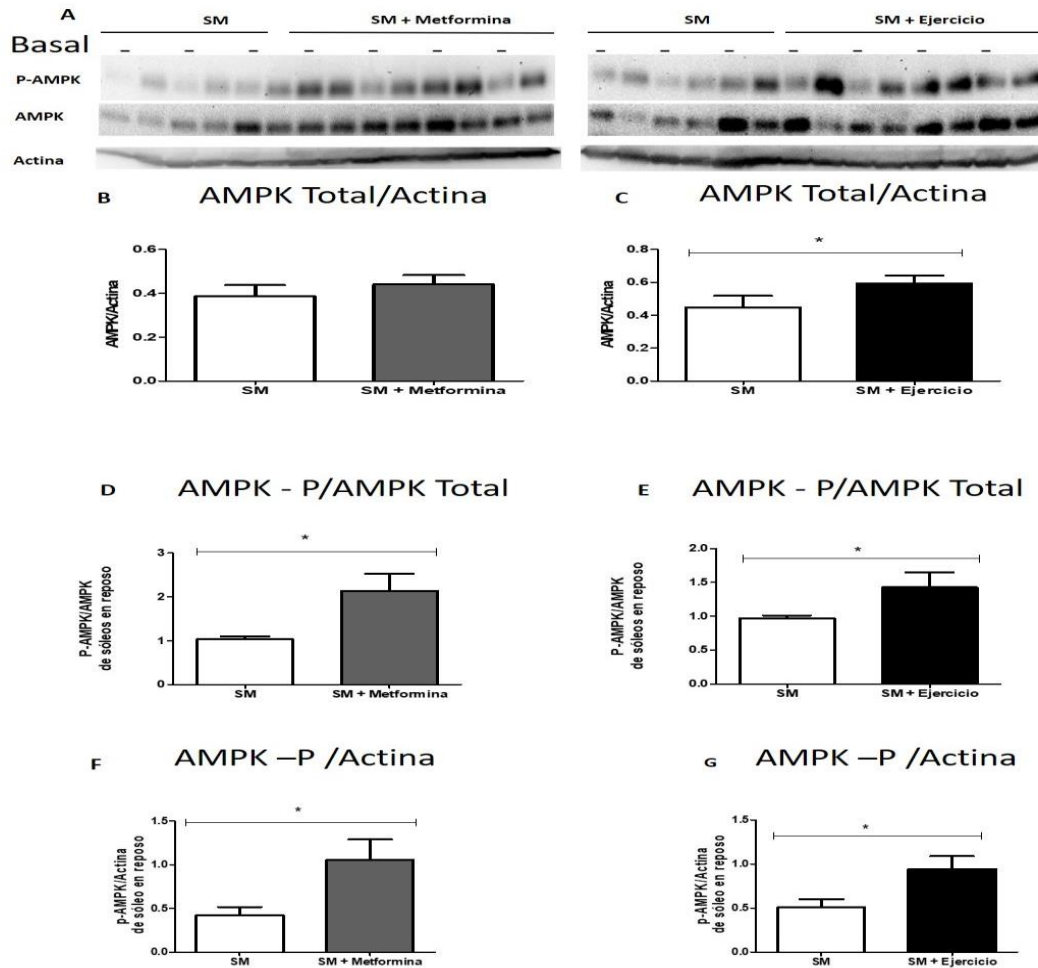 A SM SM + Metformina SM SM + Ejercicio
Basal – – – – – – – – – – – – – –
P-AMPK
AMPK
Actina
B AMPK Total/Actina
AMPK/Actina
0.6
0.4
0.2
0.0
SM SM + Metformina
C AMPK Total/Actina
AMPK/Actina
0.8
0.6
0.4
0.2
0.0
*
SM SM + Ejercicio
D AMPK - P/AMPK Total
P-AMPK/AMPK
de sóleos en reposo
3
2
1
0
*
SM SM + Metformina
E AMPK - P/AMPK Total
P-AMPK/AMPK
de sóleos en reposo
2.0
1.5
1.0
0.5
0.0
*
SM SM + Ejercicio
F AMPK –P /Actina
p-AMPK/Actina
de sóleo en reposo
1.5
1.0
0.5
0.0
*
SM SM + Metformina
G AMPK –P /Actina
p-AMPK/Actina
de sóleo en reposo
1.5
1.0
0.5
0.0
*
SM SM + Ejercicio